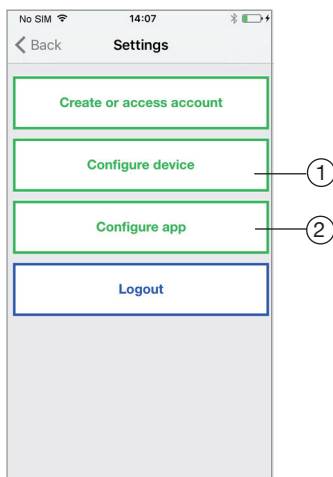 No SIM 14:07
Back Settings
Create or access account
Configure device
1
Configure app
2
Logout